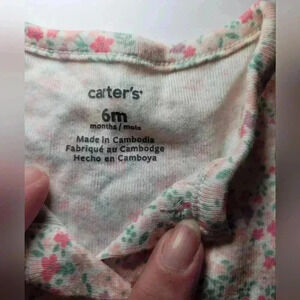 carter's
6m
months / mois
Made in Cambodia
Fabriqué au Cambodge
Hecho en Camboya